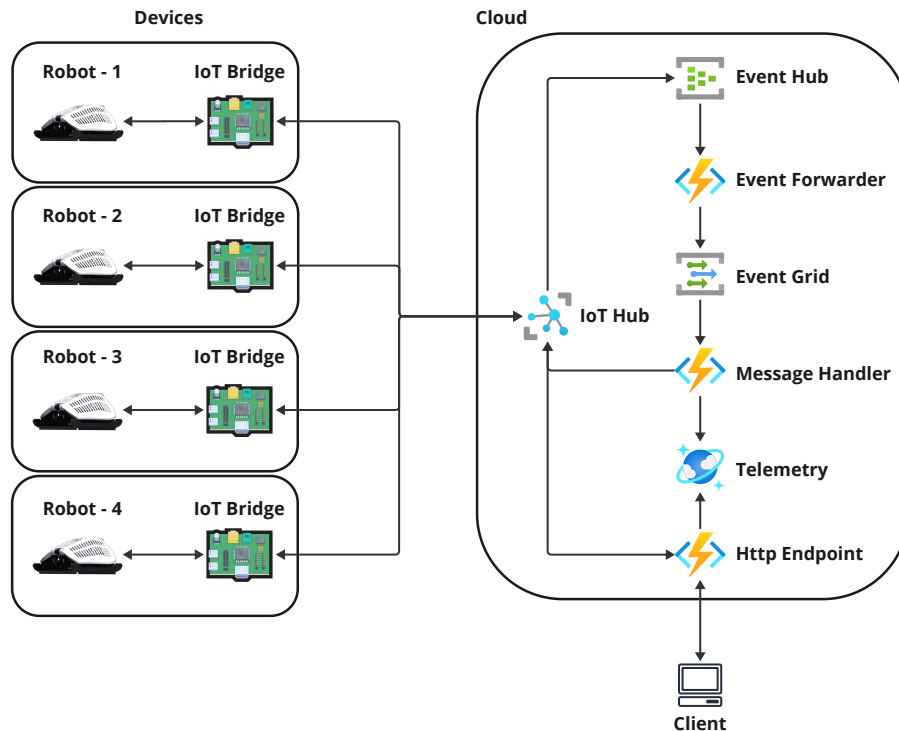 Devices
Cloud
Robot - 1
IoT Bridge
Robot - 2
IoT Bridge
Robot - 3
IoT Bridge
Robot - 4
IoT Bridge
IoT Hub
Event Hub
Event Forwarder
Event Grid
Message Handler
Telemetry
Http Endpoint
Client